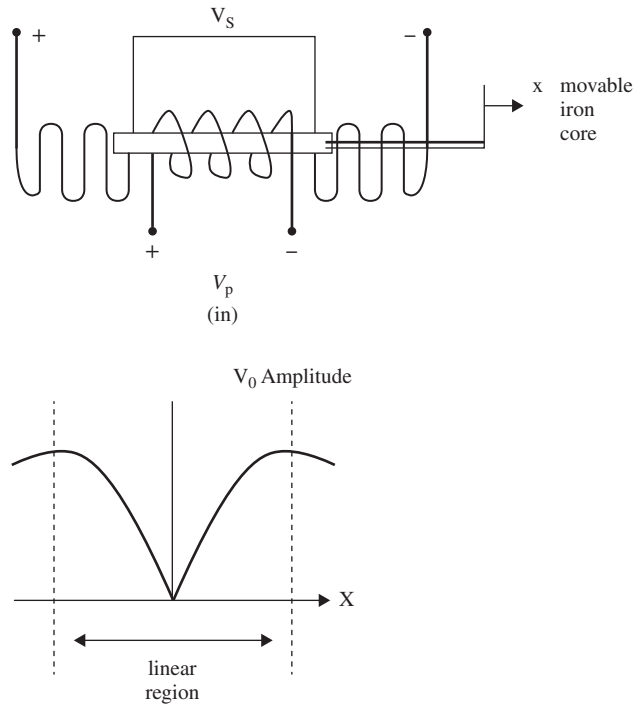 V_S
+
−
x movable
iron
core
+
−
V_p
(in)
V_0 Amplitude
X
linear
region